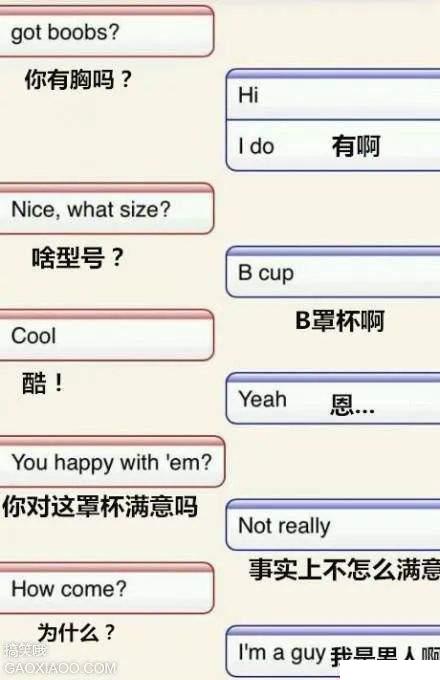 got boobs?
你有胸吗？
Hi
I do 有啊
Nice, what size?
啥型号？
B cup
B罩杯啊
Cool
酷！
Yeah 恩...
You happy with 'em?
你对这罩杯满意吗
Not really
事实上不怎么满意
How come?
为什么？
I'm a guy 我是男人啊
搞笑哦
GAOXIAOO.COM